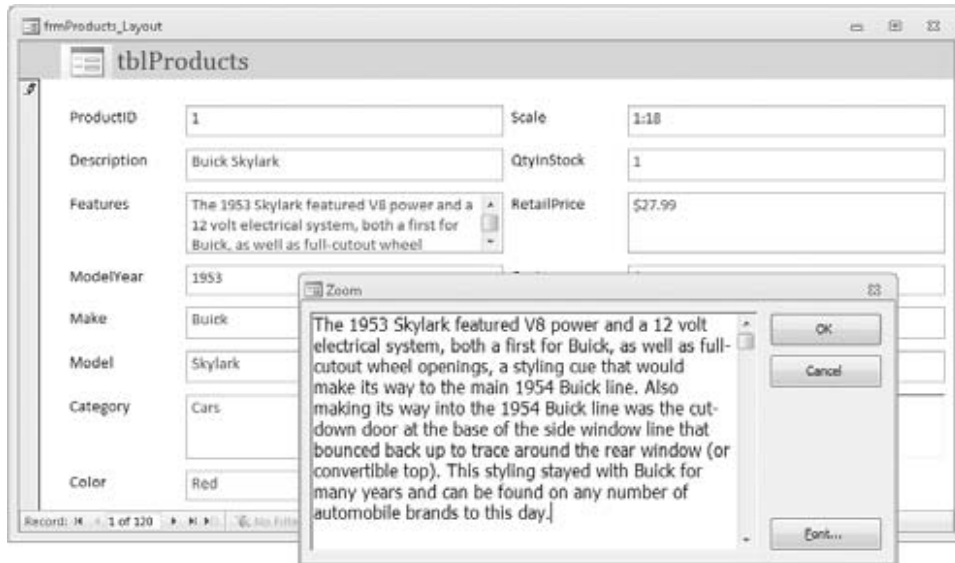 frmProducts_Layout
tblProducts
ProductID
1
Scale
1:18
Description
Buick Skylark
QtyInStock
1
Features
The 1953 Skylark featured V8 power and a
12 volt electrical system, both a first for
Buick, as well as full-cutout wheel
RetailPrice
$27.99
ModelYear
1953
Make
Buick
Model
Skylark
Category
Cars
Color
Red
Zoom
The 1953 Skylark featured V8 power and a 12 volt
electrical system, both a first for Buick, as well as full-
cutout wheel openings, a styling cue that would
make its way to the main 1954 Buick line. Also
making its way into the 1954 Buick line was the cut-
down door at the base of the side window line that
bounced back up to trace around the rear window (or
convertible top). This styling stayed with Buick for
many years and can be found on any number of
automobile brands to this day.
OK
Cancel
Font...
Record: 1 of 120 No Filte